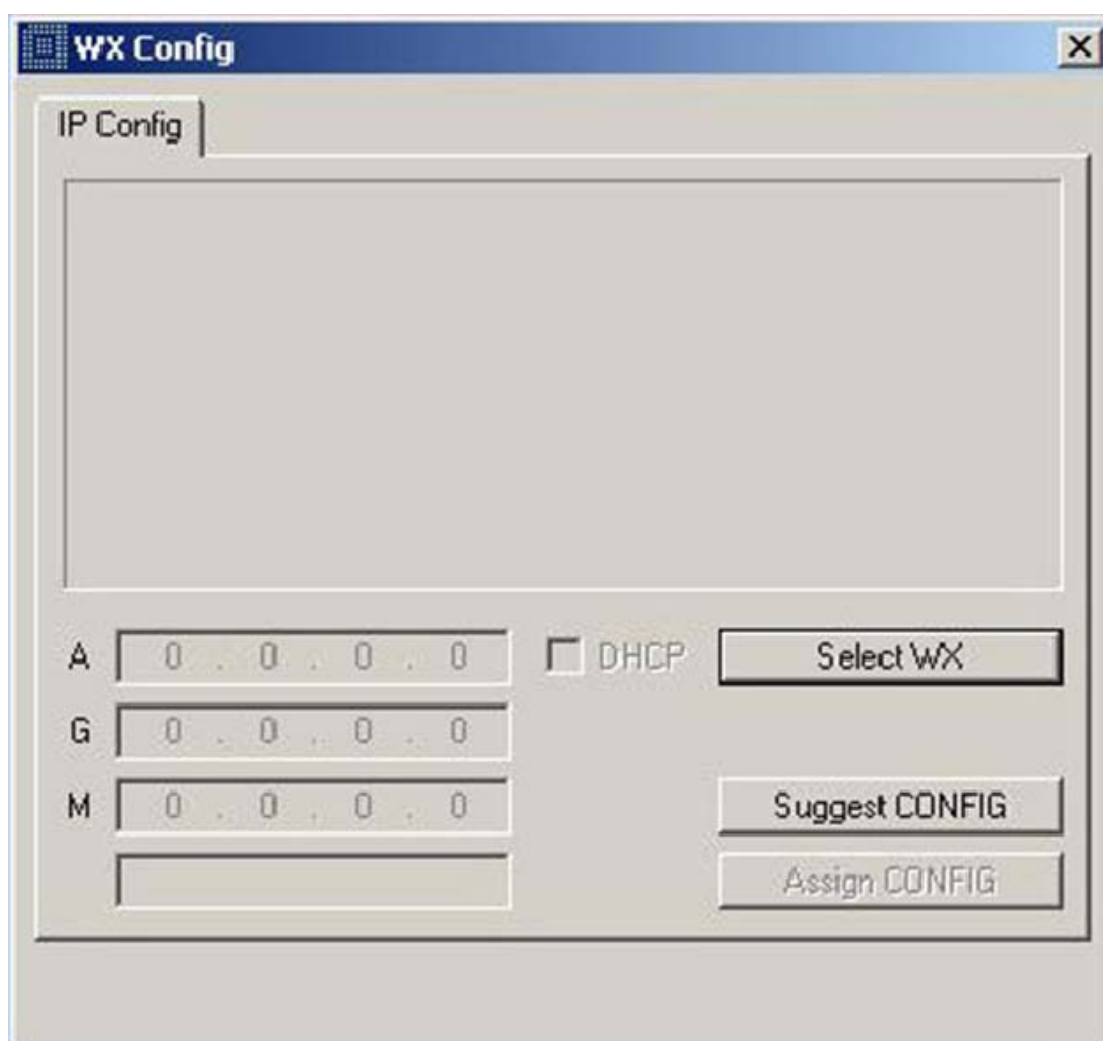 WX Config
IP Config
A 0 . 0 . 0 . 0 DHCP Select WX
G 0 . 0 . 0 . 0
M 0 . 0 . 0 . 0 Suggest CONFIG
Assign CONFIG